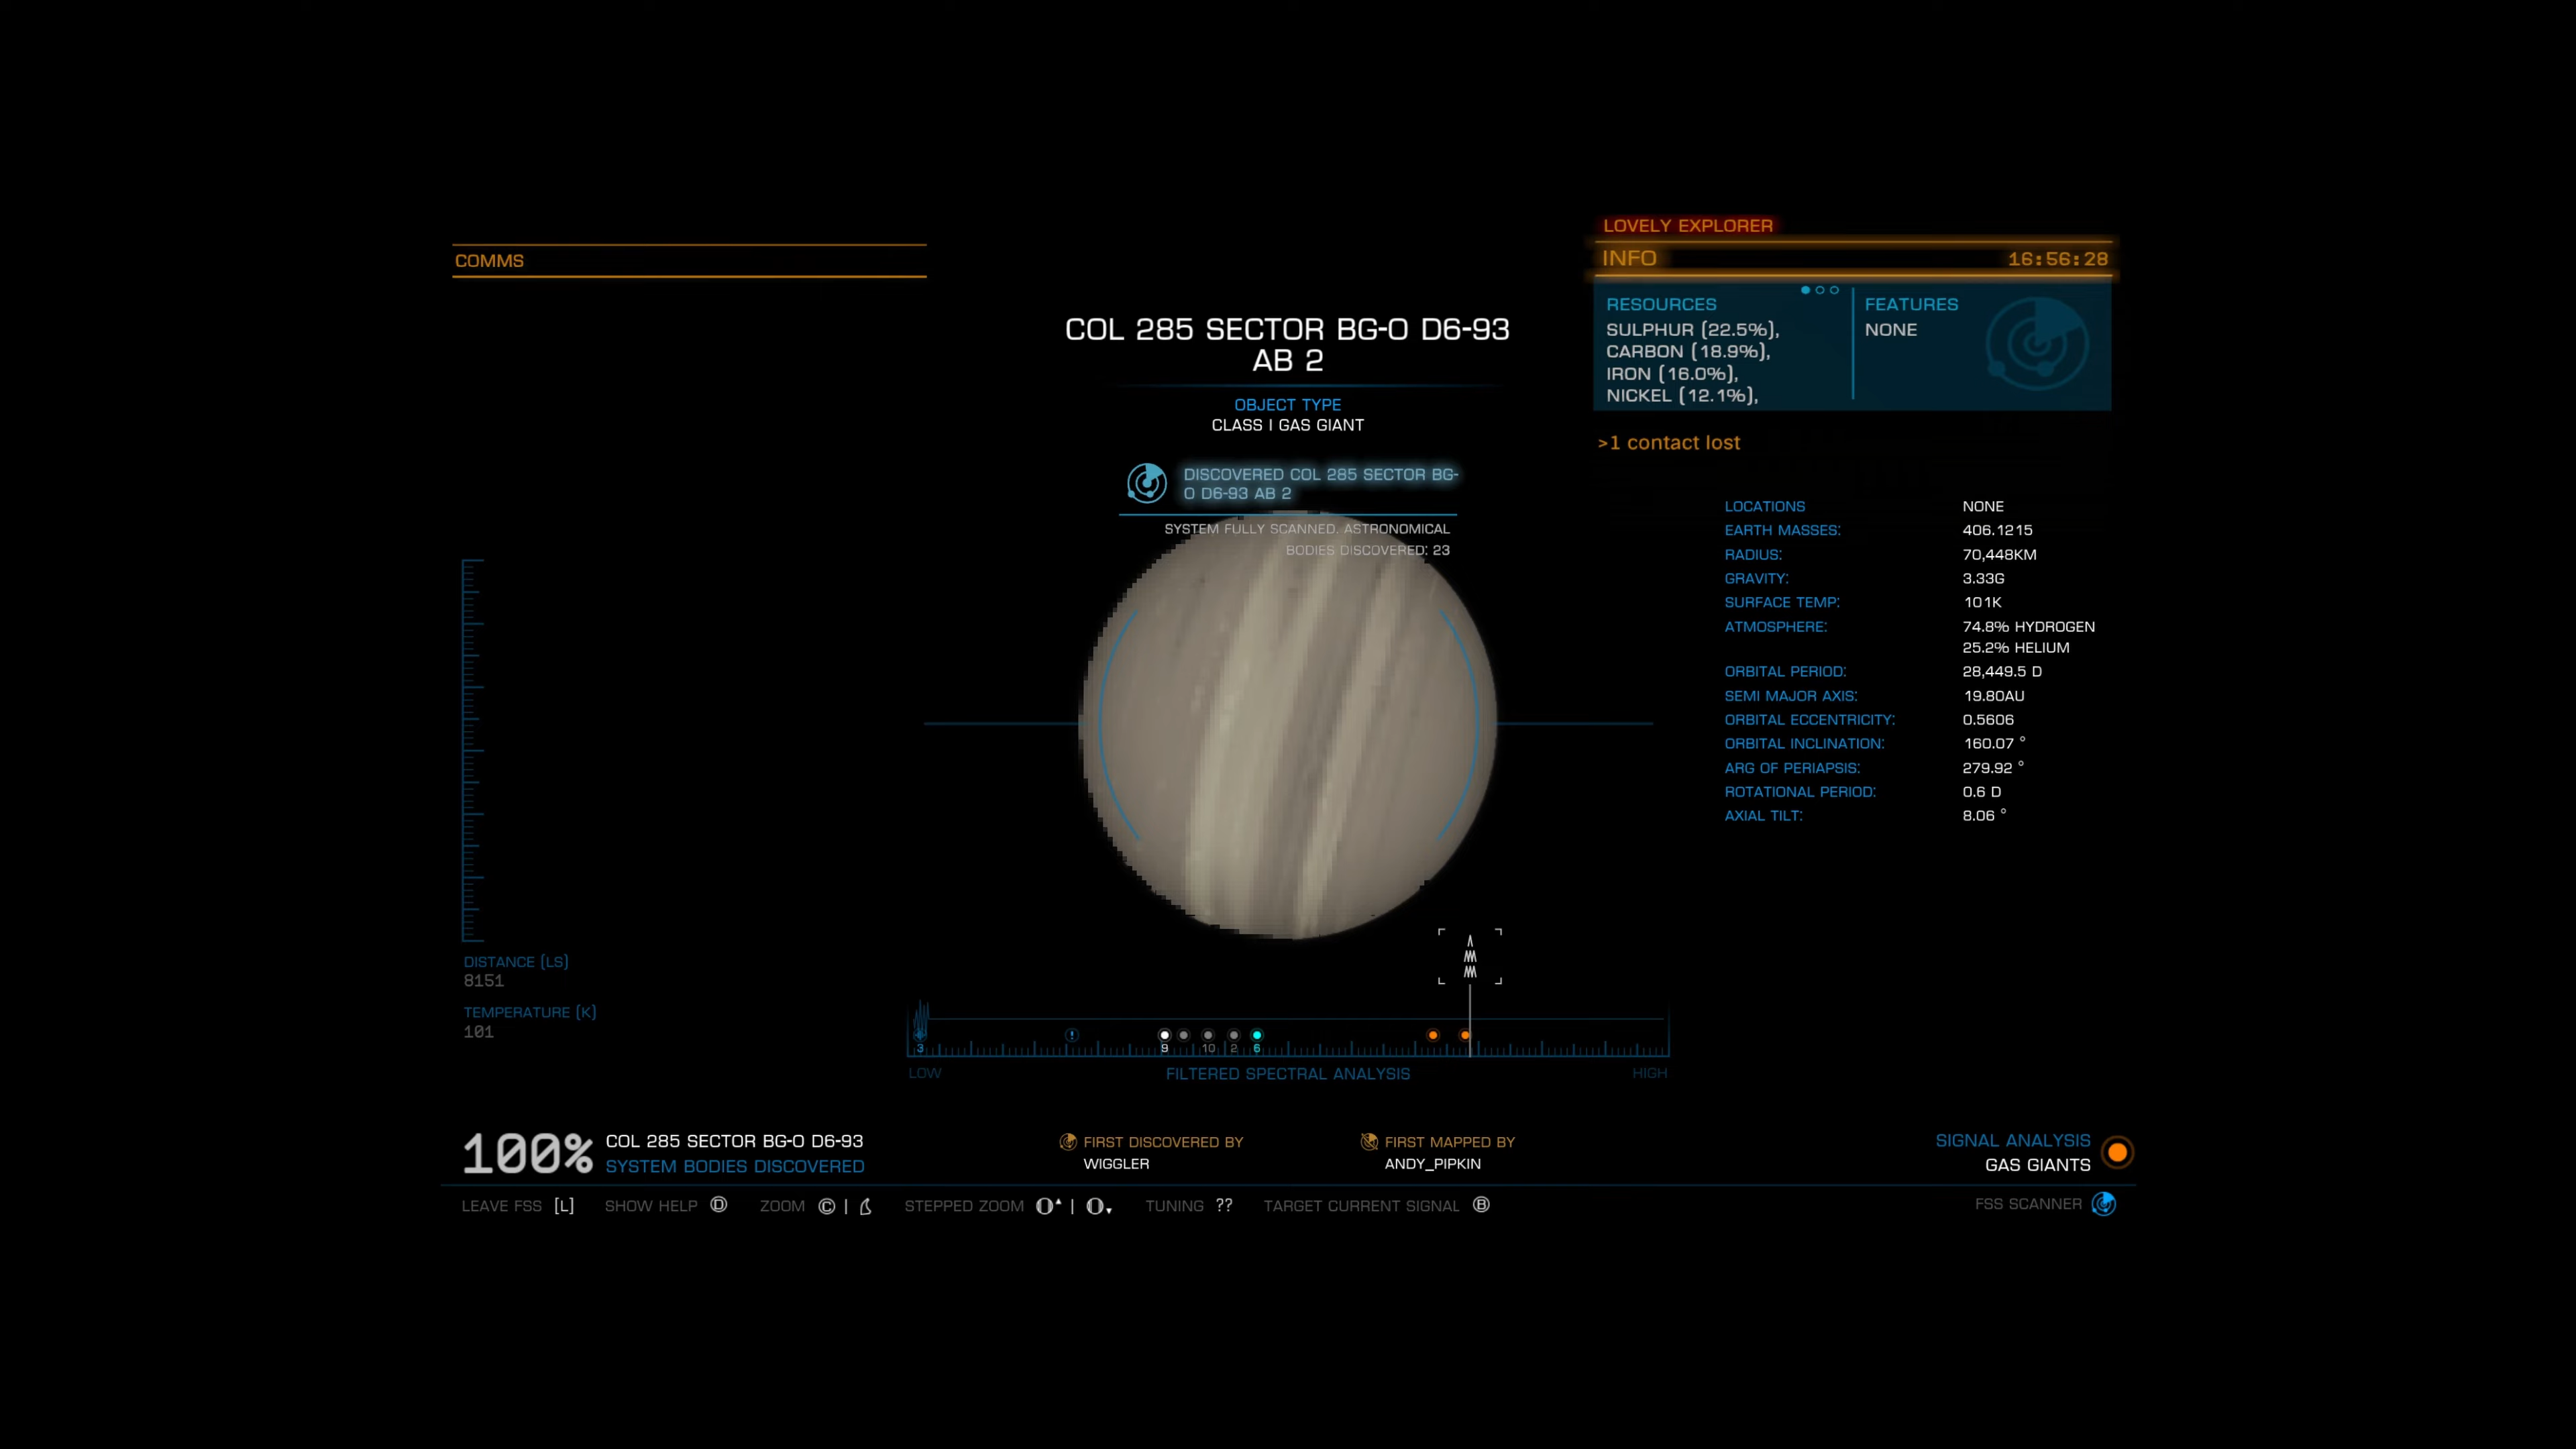 LOVELY EXPLORER
COMMS
INFO 16:56:28
RESOURCES
SULPHUR (22.5%),
CARBON (18.9%),
IRON (16.0%),
NICKEL (12.1%),
FEATURES
NONE
>1 contact lost
COL 285 SECTOR BG-O D6-93
AB 2
OBJECT TYPE
CLASS I GAS GIANT
DISCOVERED COL 285 SECTOR BG-
O D6-93 AB 2
SYSTEM FULLY SCANNED. ASTRONOMICAL
BODIES DISCOVERED: 23
LOCATIONS NONE
EARTH MASSES: 406.1215
RADIUS: 70,448KM
GRAVITY: 3.33G
SURFACE TEMP: 101K
ATMOSPHERE: 74.8% HYDROGEN
25.2% HELIUM
ORBITAL PERIOD: 28,449.5 D
SEMI MAJOR AXIS: 19.80AU
ORBITAL ECCENTRICITY: 0.5606
ORBITAL INCLINATION: 160.07 °
ARG OF PERIAPSIS: 279.92 °
ROTATIONAL PERIOD: 0.6 D
AXIAL TILT: 8.06 °
DISTANCE (LS)
8151
TEMPERATURE (K)
101
3 9 10 2 6
LOW FILTERED SPECTRAL ANALYSIS HIGH
100% COL 285 SECTOR BG-O D6-93
SYSTEM BODIES DISCOVERED
FIRST DISCOVERED BY
WIGGLER
FIRST MAPPED BY
ANDY_PIPKIN
SIGNAL ANALYSIS
GAS GIANTS
LEAVE FSS [L] SHOW HELP D ZOOM C | STEPPED ZOOM | TUNING ?? TARGET CURRENT SIGNAL B FSS SCANNER